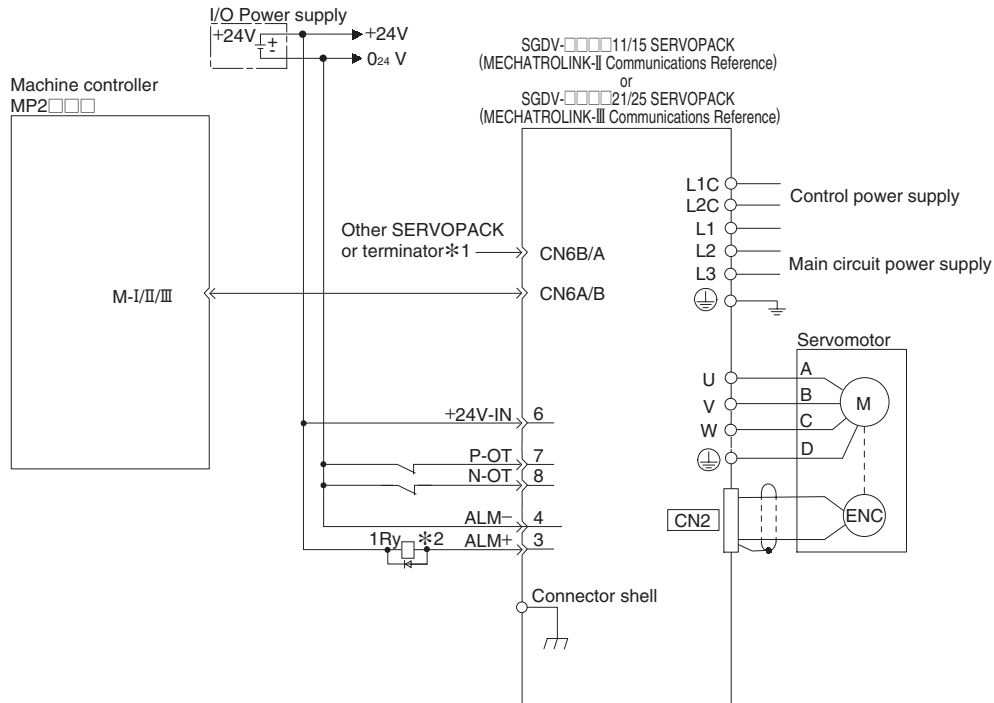 I/O Power supply
+24V
+
-
+24V
024 V
SGDV-□□□□11/15 SERVOPACK
(MECHATROLINK-Ⅱ Communications Reference)
or
SGDV-□□□□21/25 SERVOPACK
(MECHATROLINK-Ⅲ Communications Reference)
Machine controller
MP2□□□
L1C
L2C
Control power supply
L1
L2
L3
Main circuit power supply
Other SERVOPACK
or terminator*1
CN6B/A
M-Ⅰ/Ⅱ/Ⅲ
CN6A/B
Servomotor
U
A
V
B
W
C
D
M
+24V-IN
6
P-OT
7
N-OT
8
ALM−
4
1Ry
*2
ALM+
3
CN2
ENC
Connector shell